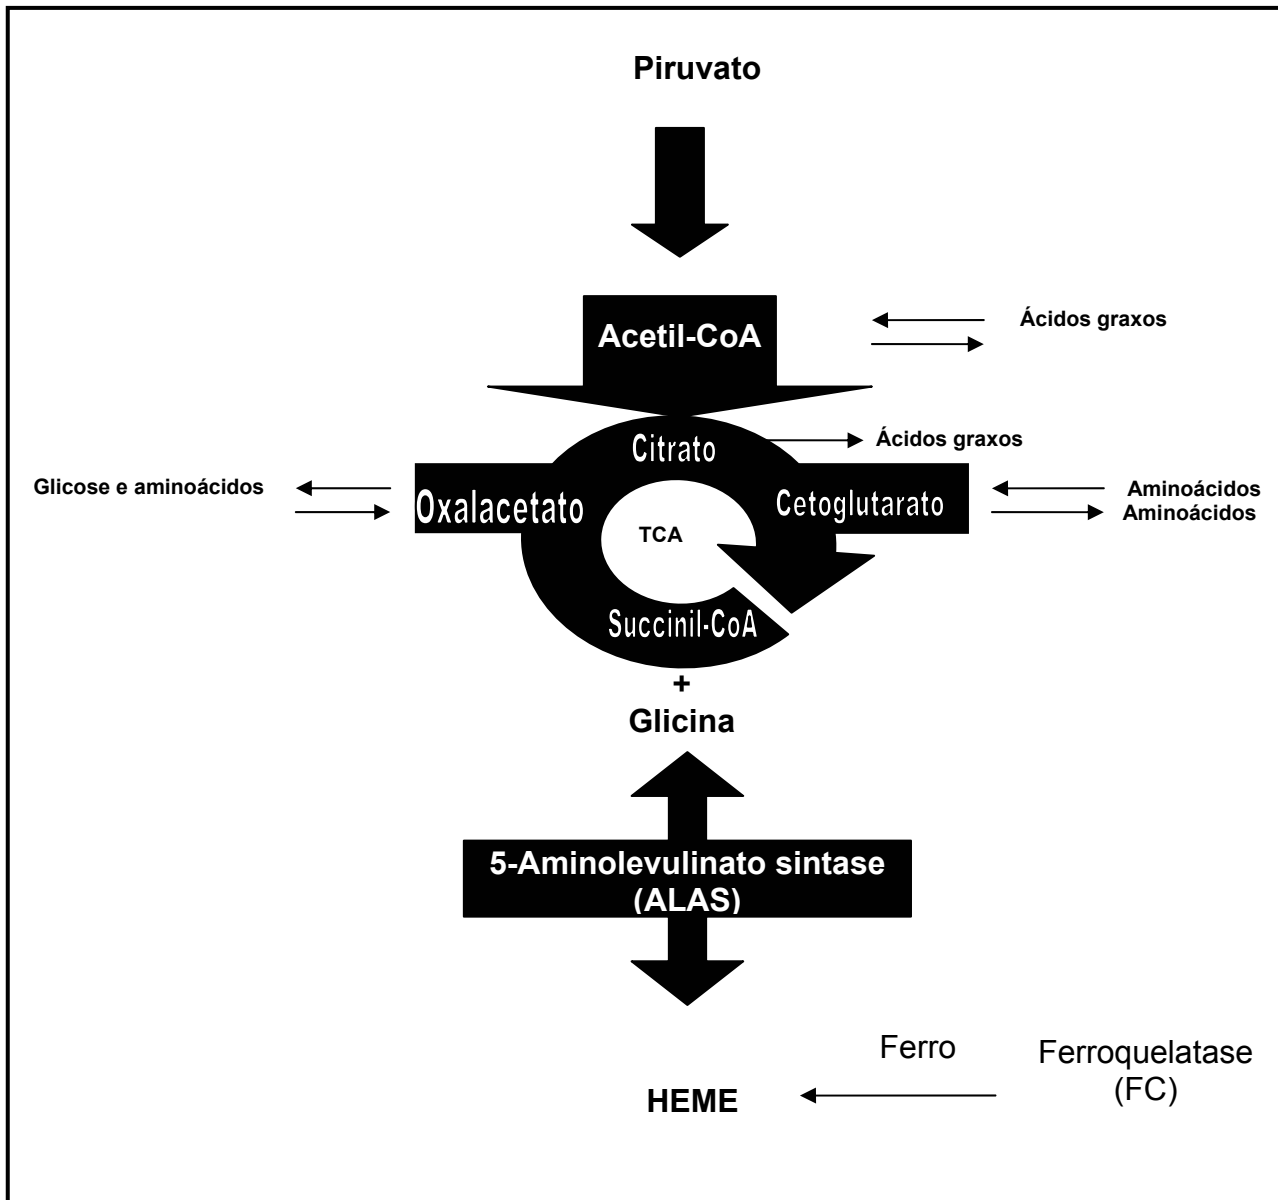 Piruvato
Acetil-CoA
Ácidos graxos
Citrato
Ácidos graxos
Glicose e aminoácidos
Oxalacetato
Cetoglutarato
Aminoácidos
Aminoácidos
TCA
Succinil-CoA
+
Glicina
5-Aminolevulinato sintase
(ALAS)
Ferro
Ferroquelatase
(FC)
HEME